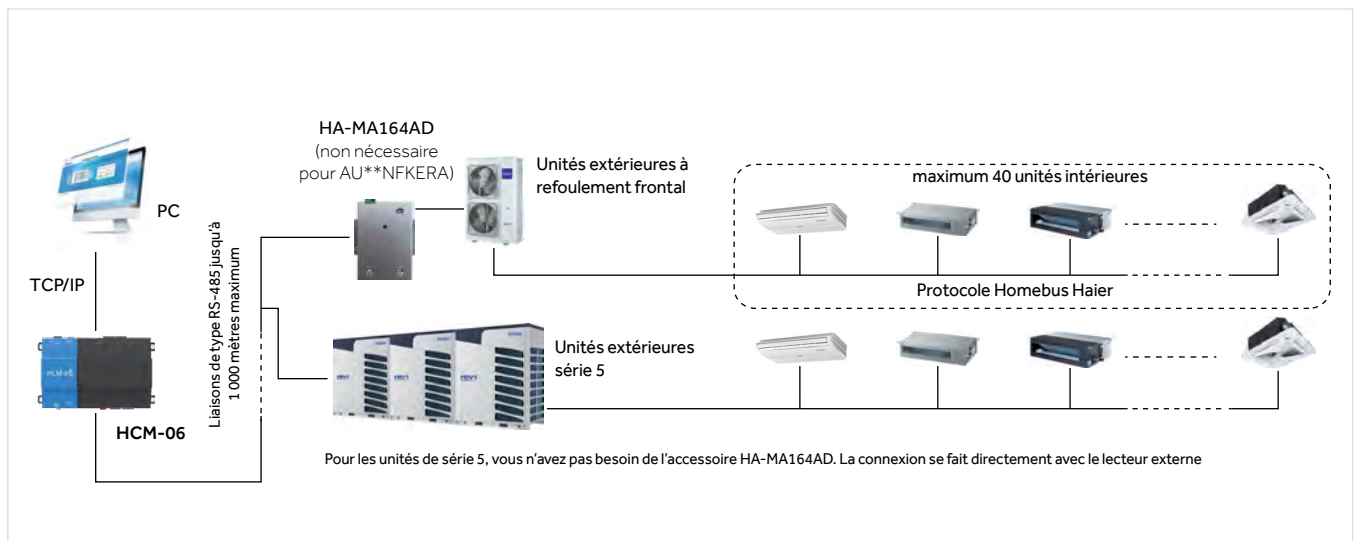 HA-MA164AD
(non nécessaire
pour AU**NFKERA)
Unités extérieures à
refoulement frontal
maximum 40 unités intérieures
PC
TCP/IP
Liaisons de type RS-485 jusqu'à
1 000 mètres maximum
Protocole Homebus Haier
Unités extérieures
série 5
HCM-06
Pour les unités de série 5, vous n'avez pas besoin de l'accessoire HA-MA164AD. La connexion se fait directement avec le lecteur externe